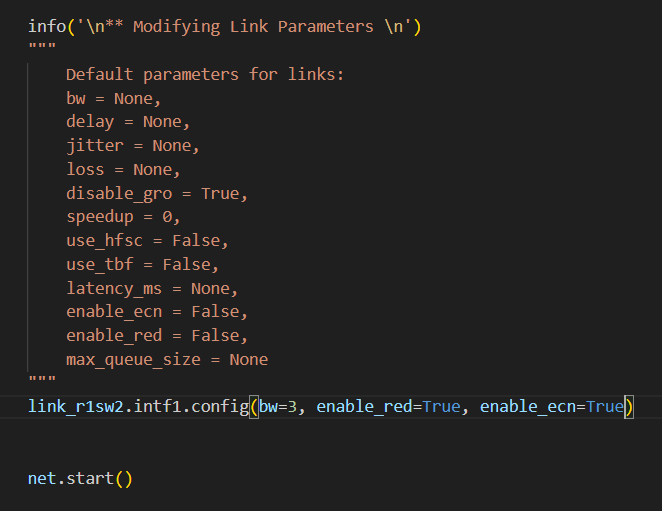 info('\n** Modifying Link Parameters \n')
"""
Default parameters for links:
bw = None,
delay = None,
jitter = None,
loss = None,
disable_gro = True,
speedup = 0,
use_hfsc = False,
use_tbf = False,
latency_ms = None,
enable_ecn = False,
enable_red = False,
max_queue_size = None
"""
link_r1sw2.intf1.config(bw=3, enable_red=True, enable_ecn=True)
net.start()